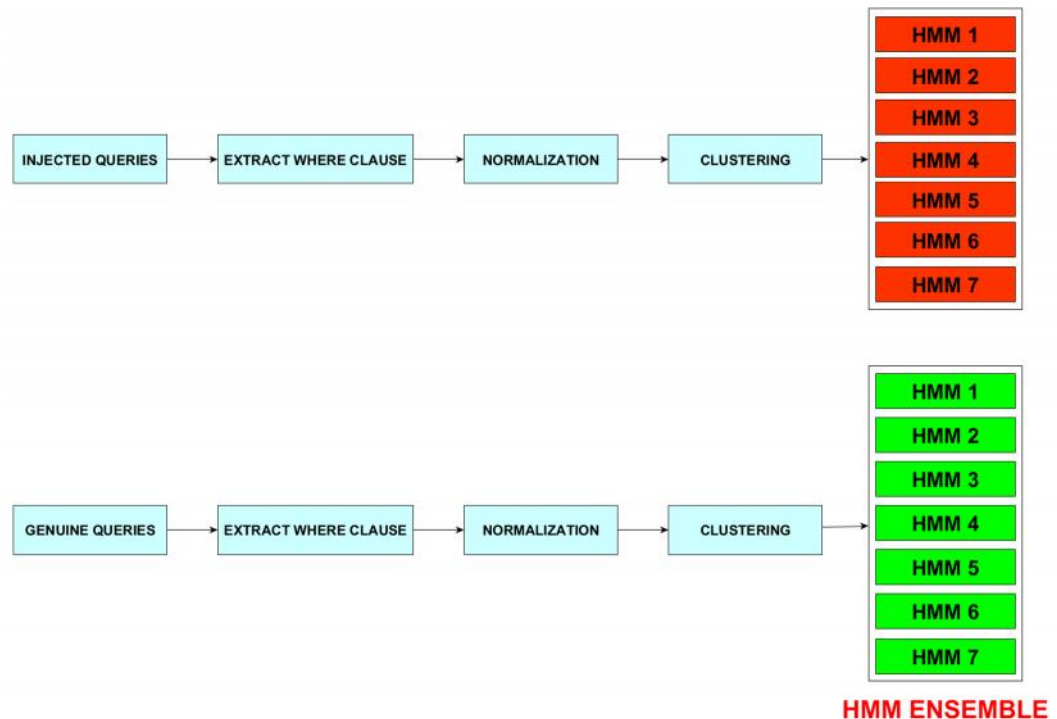 INJECTED QUERIES
EXTRACT WHERE CLAUSE
NORMALIZATION
CLUSTERING
HMM 1
HMM 2
HMM 3
HMM 4
HMM 5
HMM 6
HMM 7
GENUINE QUERIES
EXTRACT WHERE CLAUSE
NORMALIZATION
CLUSTERING
HMM 1
HMM 2
HMM 3
HMM 4
HMM 5
HMM 6
HMM 7
HMM ENSEMBLE